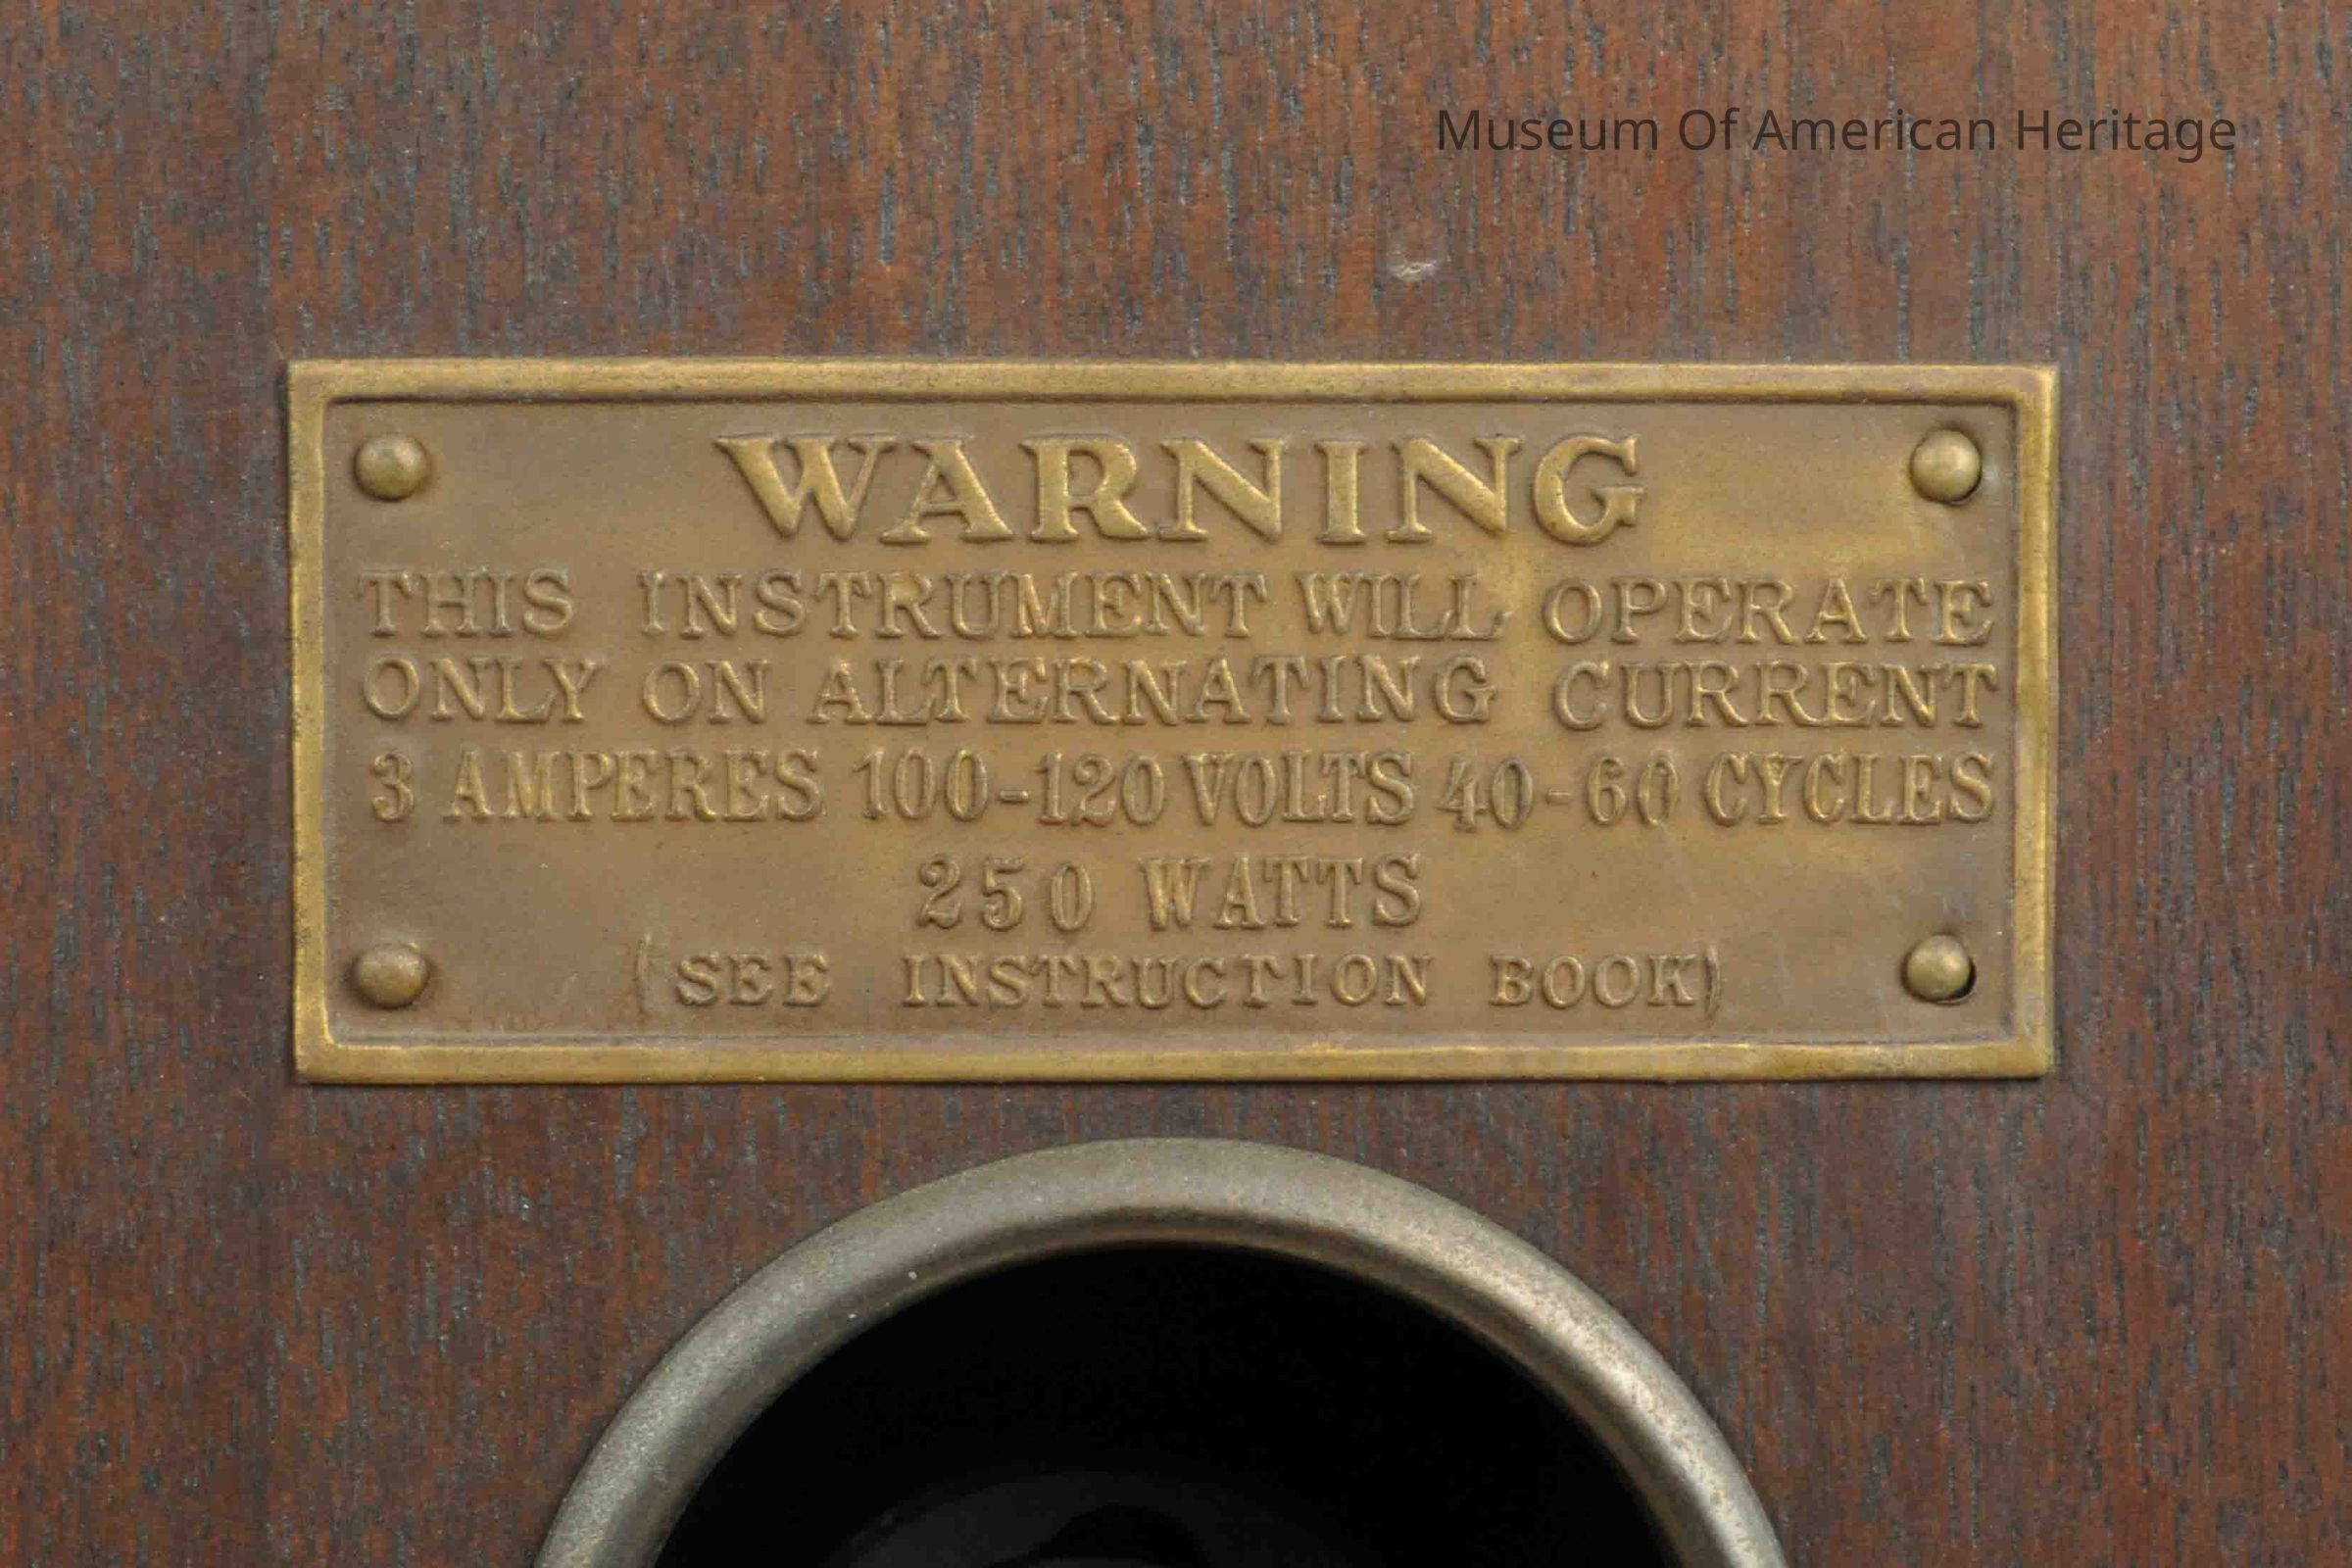 Museum Of American Heritage
WARNING
THIS INSTRUMENT WILL OPERATE
ONLY ON ALTERNATING CURRENT
3 AMPERES 100-120 VOLTS 40-60 CYCLES
250 WATTS
(SEE INSTRUCTION BOOK)